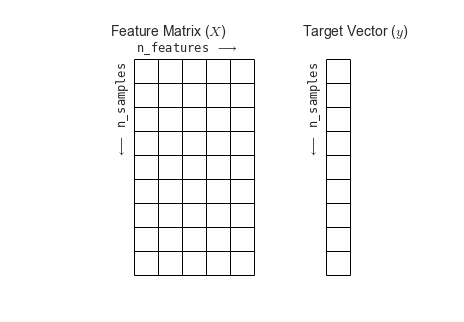 Feature Matrix (X)
n_features ⟶
⟵ n_samples
Target Vector (y)
⟵ n_samples